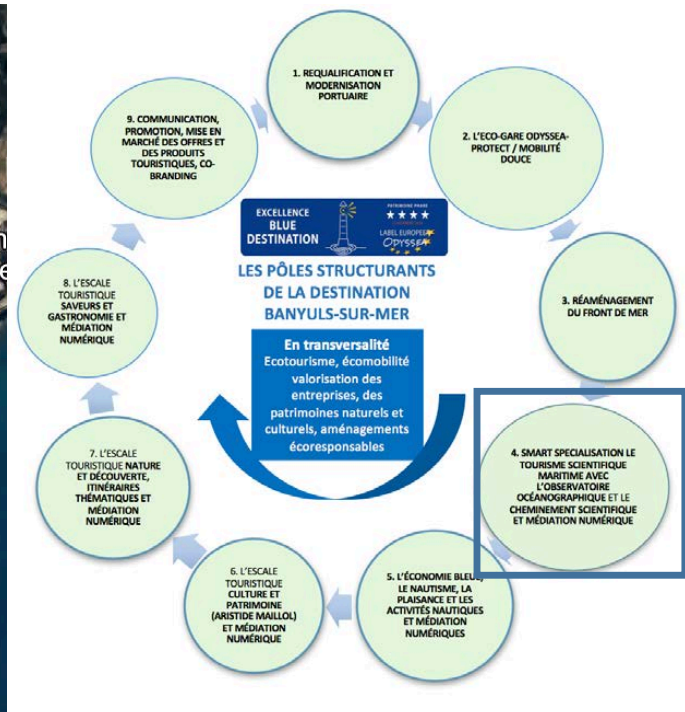 1. REQUALIFICATION ET
MODERNISATION
PORTUAIRE
2. L'ECO-GARE ODYSSEA-
PROTECT / MOBILITÉ
DOUCE
3. RÉAMÉNAGEMENT
DU FRONT DE MER
4. SMART SPECIALISATION LE
TOURISME SCIENTIFIQUE
MARITIME AVEC
L'OBSERVATOIRE
OCÉANOGRAPHIQUE ET LE
CHEMINEMENT SCIENTIFIQUE
ET MÉDIATION NUMÉRIQUE
5. L'ÉCONOMIE BLEUE,
LE NAUTISME, LA
PLAISANCE ET LES
ACTIVITÉS NAUTIQUES
ET MÉDIATION
NUMÉRIQUES
6. L'ESCALE
TOURISTIQUE
CULTURE ET
PATRIMOINE
(ARISTIDE MAILLOL)
ET MÉDIATION
NUMÉRIQUE
7. L'ESCALE
TOURISTIQUE NATURE
ET DÉCOUVERTE,
ITINÉRAIRES
THÉMATIQUES ET
MÉDIATION
NUMÉRIQUE
8. L'ESCALE
TOURISTIQUE
SAVEURS ET
GASTRONOMIE ET
MÉDIATION
NUMÉRIQUE
9. COMMUNICATION,
PROMOTION, MISE EN
MARCHÉ DES OFFRES ET
DES PRODUITS
TOURISTIQUES, CO-
BRANDING
EXCELLENCE
BLUE
DESTINATION
PATRIMOINE PHARE
LABEL EUROPÉEN
ODYSSEA
LES PÔLES STRUCTURANTS
DE LA DESTINATION
BANYULS-SUR-MER
En transversalité
Ecotourisme, écomobilité
valorisation des
entreprises, des
patrimoines naturels et
culturels, aménagements
écoresponsables